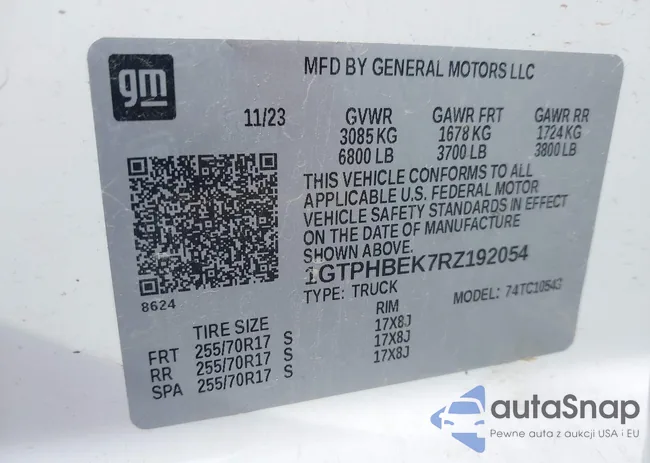 gm
MFD BY GENERAL MOTORS LLC
11/23 GVWR GAWR FRT GAWR RR
3085 KG 1678 KG 1724 KG
6800 LB 3700 LB 3800 LB
THIS VEHICLE CONFORMS TO ALL
APPLICABLE U.S. FEDERAL MOTOR
VEHICLE SAFETY STANDARDS IN EFFECT
ON THE DATE OF MANUFACTURE
SHOWN ABOVE.
1GTPHBEK7RZ192054
TYPE: TRUCK MODEL: 74TC10543
8624
TIRE SIZE RIM
FRT 255/70R17 S 17X8J
RR 255/70R17 S 17X8J
SPA 255/70R17 S 17X8J
autaSnap
Pewne auta z aukcji USA i EU